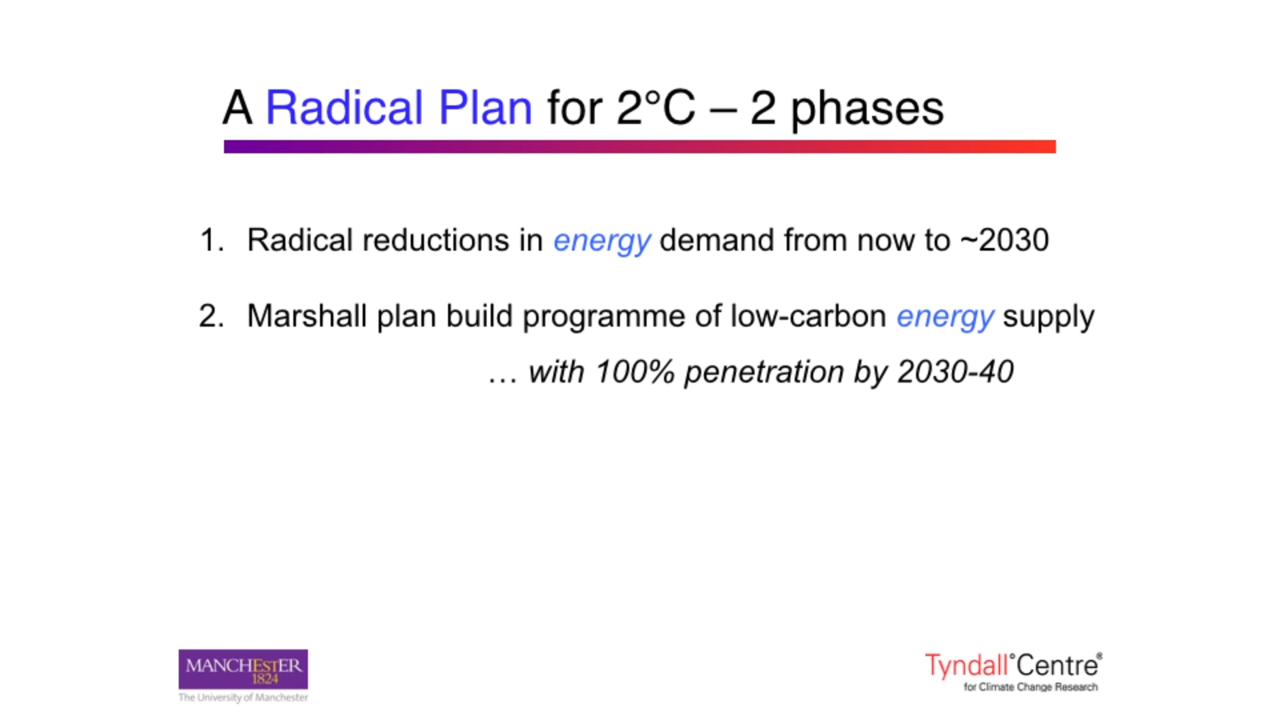 A Radical Plan for 2°C – 2 phases
1. Radical reductions in energy demand from now to ~2030
2. Marshall plan build programme of low-carbon energy supply
… with 100% penetration by 2030-40
MANCHESTER
1824
The University of Manchester
Tyndall°Centre®
for Climate Change Research